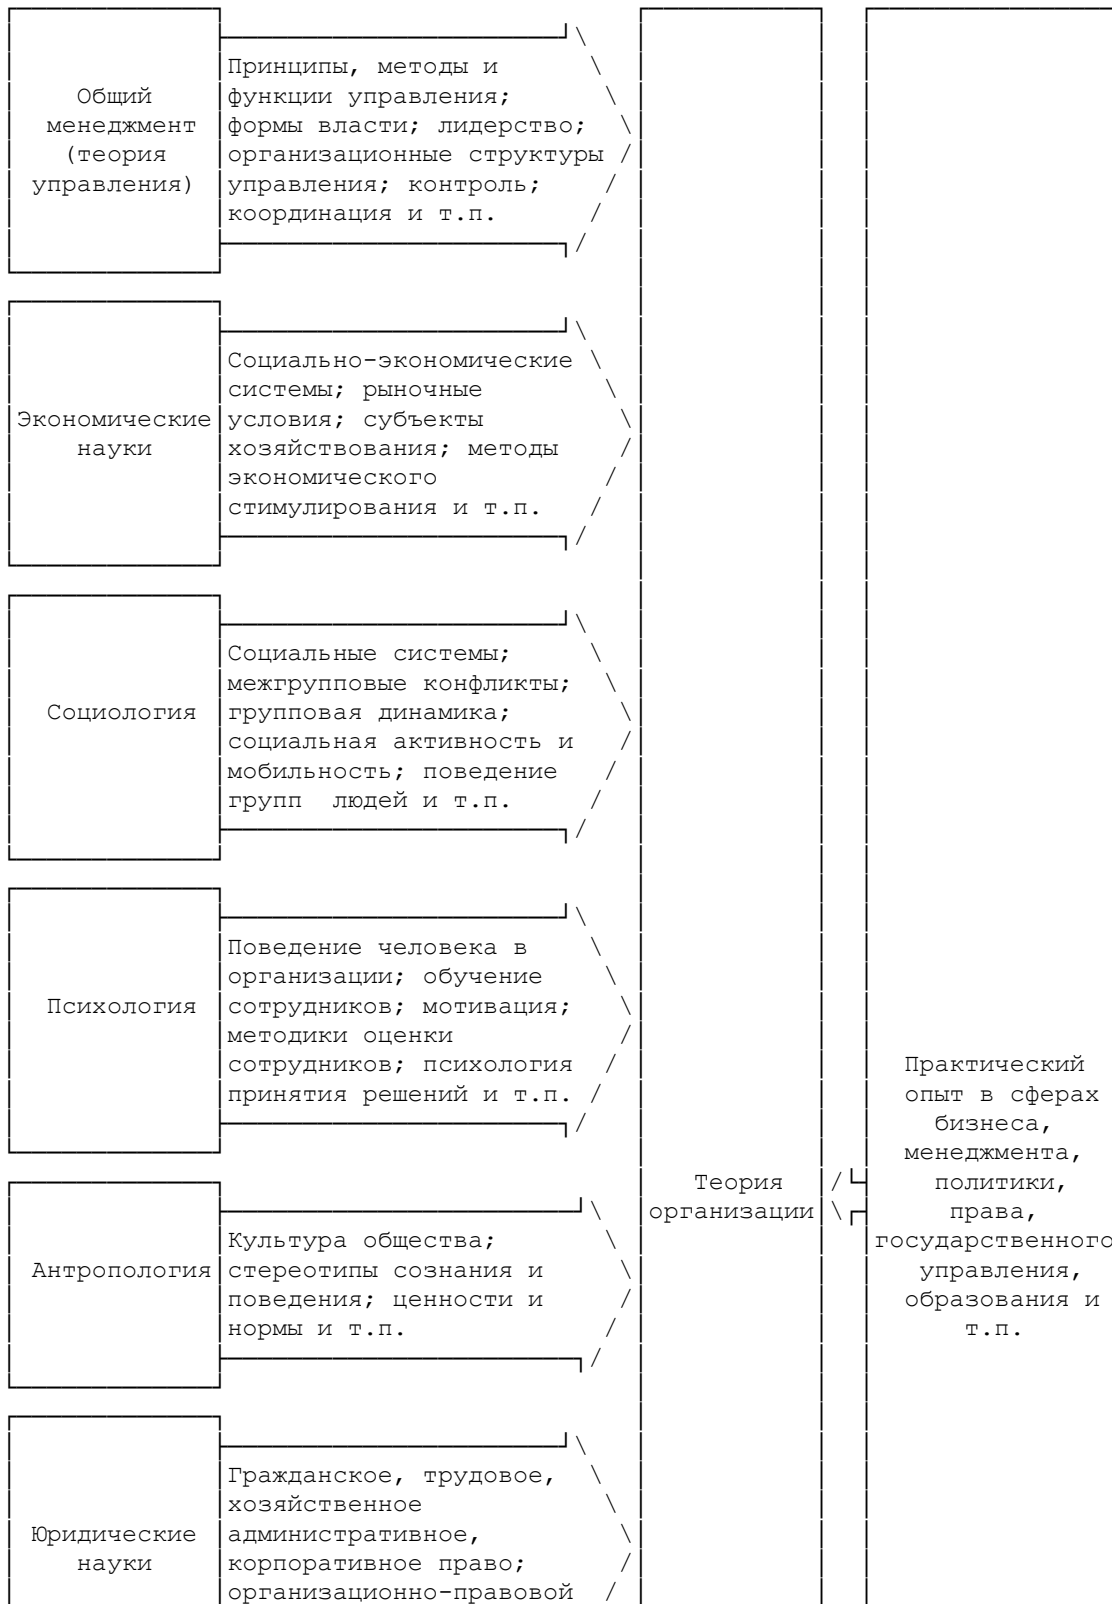 Общий
менеджмент
(теория
управления)
Принципы, методы и
функции управления;
формы власти; лидерство;
организационные структуры
управления; контроль;
координация и т.п.
Экономические
науки
Социально-экономические
системы; рыночные
условия; субъекты
хозяйствования; методы
экономического
стимулирования и т.п.
Социология
Социальные системы;
межгрупповые конфликты;
групповая динамика;
социальная активность и
мобильность; поведение
групп  людей и т.п.
Психология
Поведение человека в
организации; обучение
сотрудников; мотивация;
методики оценки
сотрудников; психология
принятия решений и т.п.
Антропология
Культура общества;
стереотипы сознания и
поведения; ценности и
нормы и т.п.
Юридические
науки
Гражданское, трудовое,
хозяйственное
административное,
корпоративное право;
организационно-правовой
Теория
организации
Практический
опыт в сферах
бизнеса,
менеджмента,
политики,
права,
государственного
управления,
образования и
т.п.